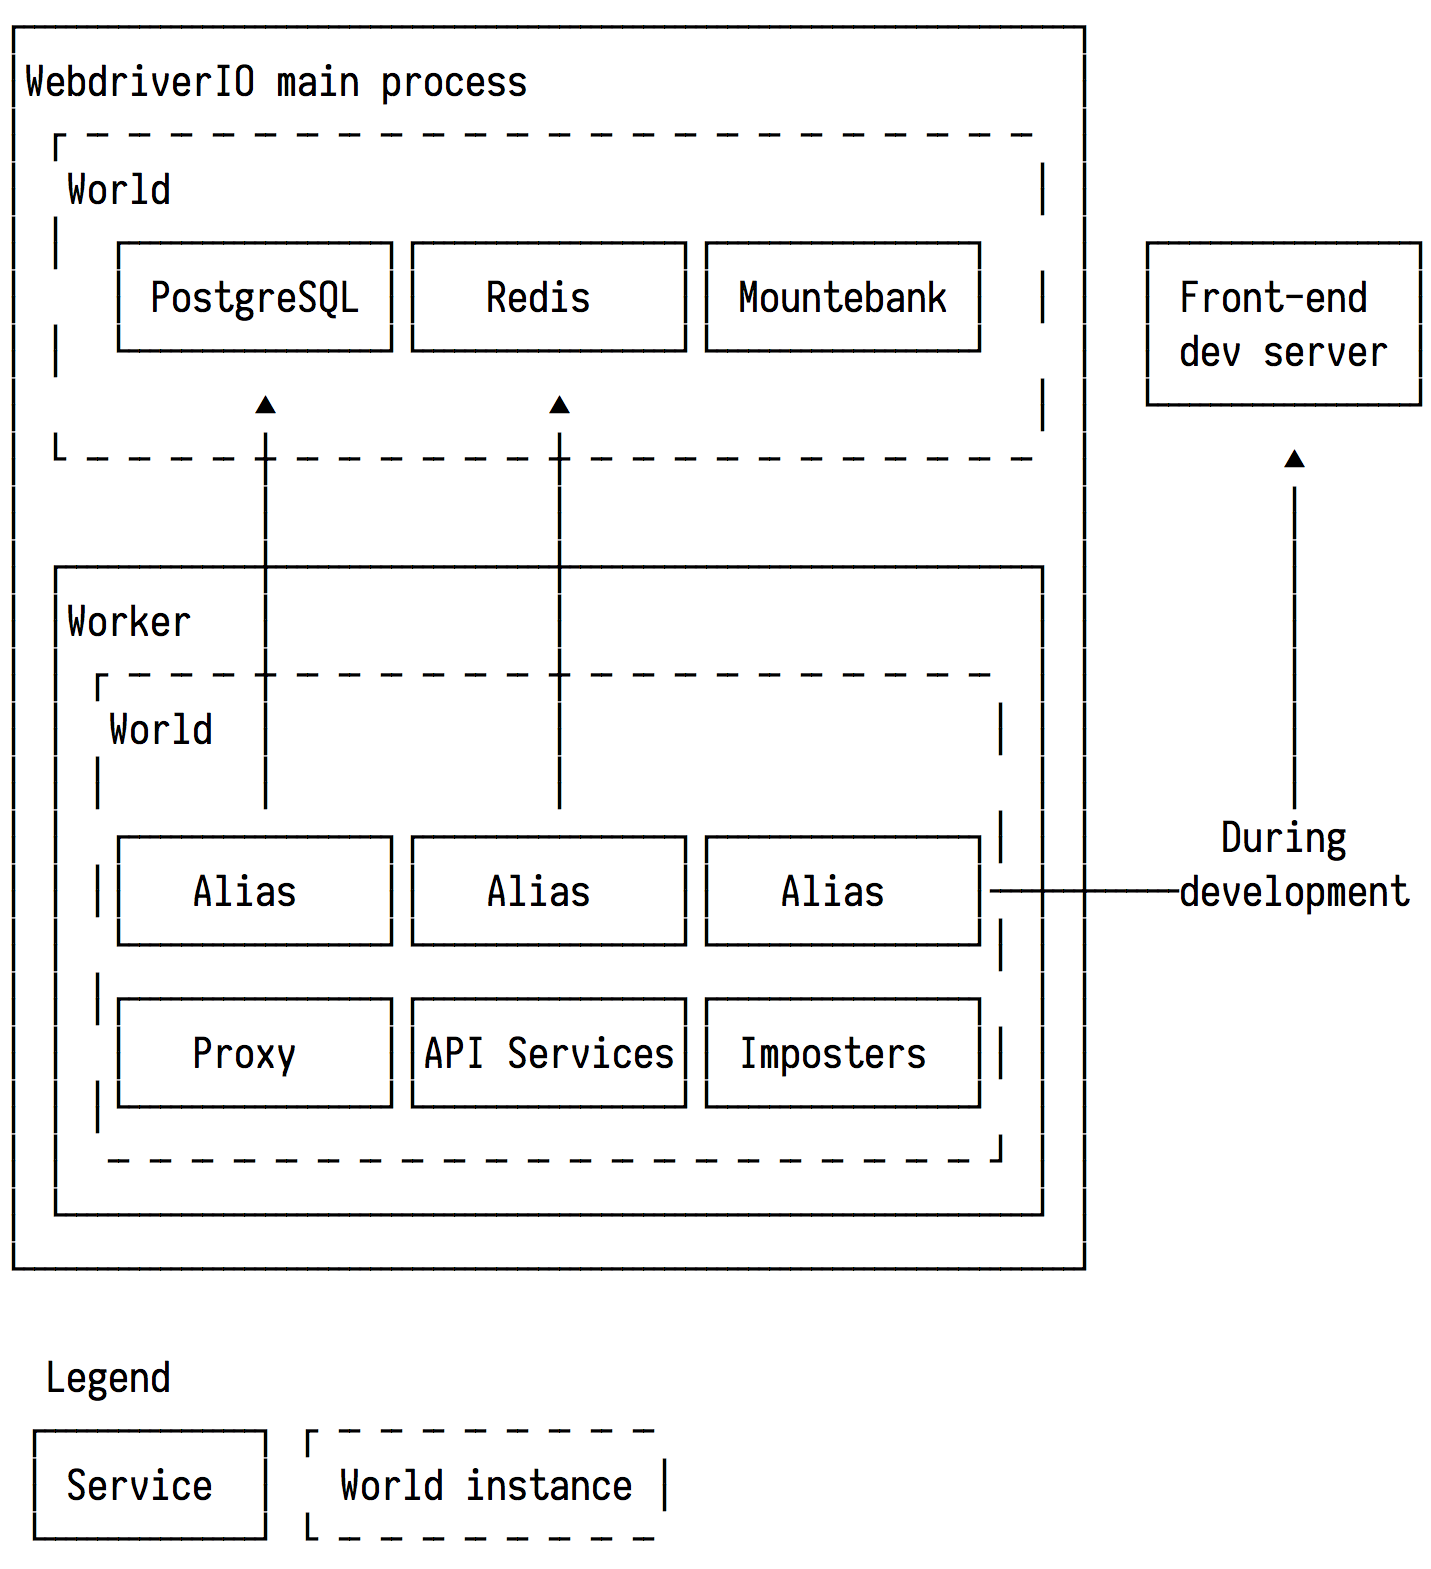 WebdriverIO main process
World
PostgreSQL
Redis
Mountebank
Front-end
dev server
Worker
World
During
development
Alias
Alias
Alias
Proxy
API Services
Imposters
Legend
Service
World instance